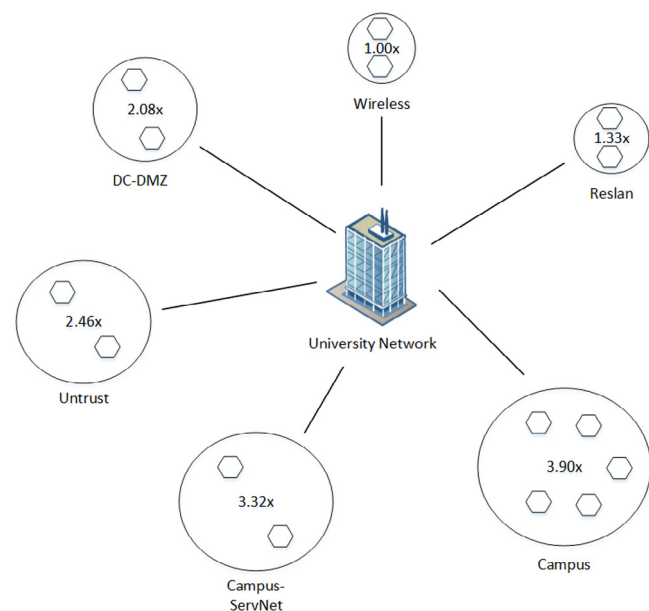 1.00x
Wireless
2.08x
DC-DMZ
1.33x
Reslan
2.46x
Untrust
University Network
3.32x
Campus-
ServNet
3.90x
Campus